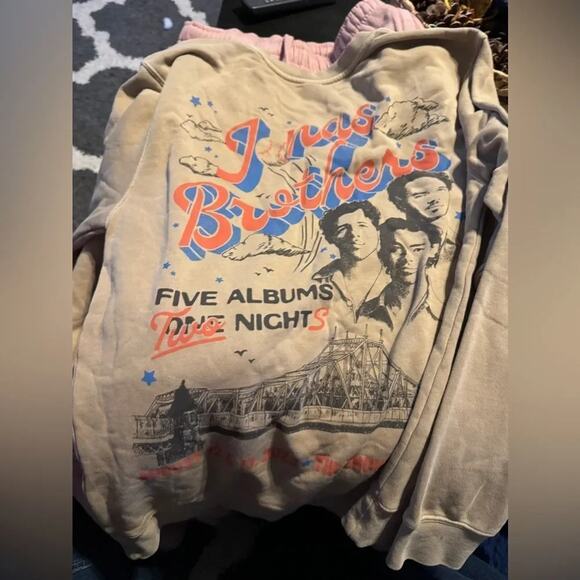 Jonas
Brothers
FIVE ALBUMS
ONE Two NIGHTS